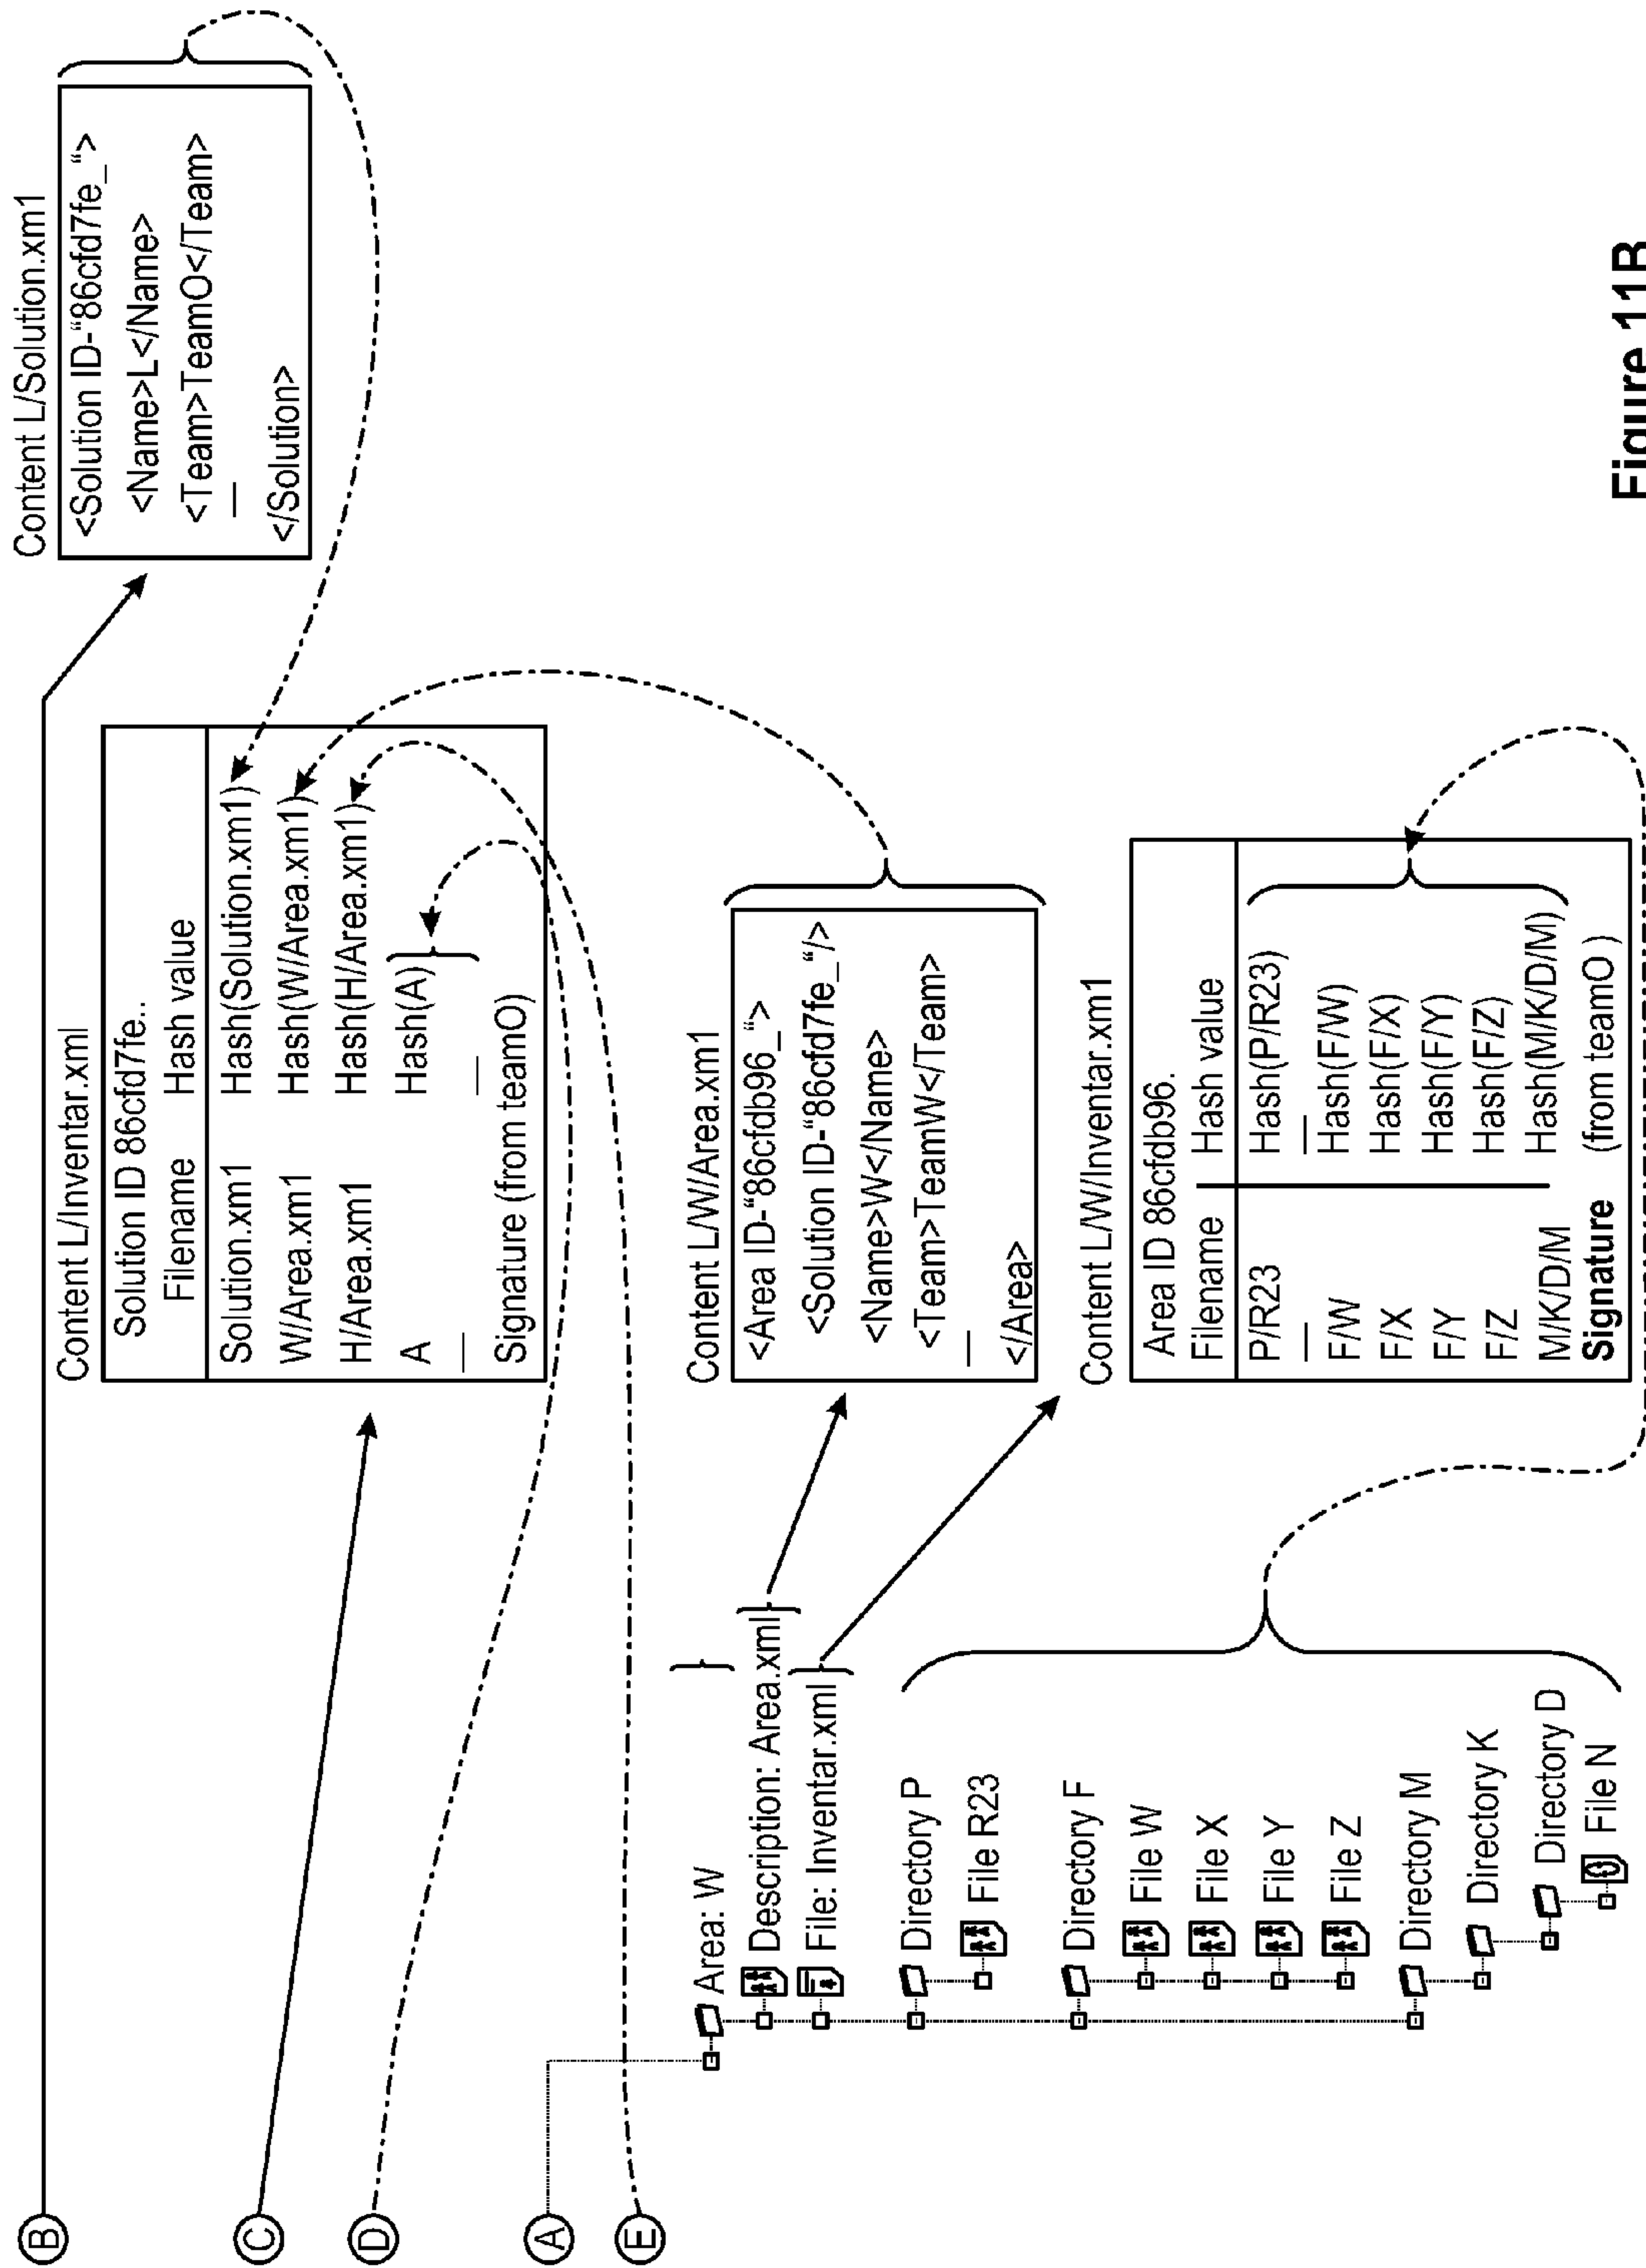 B
Content L/Solution.xm1
<Solution ID-“86cfd7fe_“>
<Name>L</Name>
<Team>TeamO</Team>
_
</Solution>
C
Content L/Inventar.xml
Solution ID 86cfd7fe..
Filename Hash value
Solution.xm1 Hash(Solution.xm1)
W/Area.xm1 Hash(W/Area.xm1)
H/Area.xm1 Hash(H/Area.xm1)
A Hash(A)
_ _
Signature (from teamO)
D
A
E
Content L/W/Area.xm1
<Area ID-“86cfdb96_“>
<Solution ID-“86cfd7fe_“/>
<Name>W</Name>
<Team>TeamW</Team>
_
</Area>
Area: W
Description: Area.xml
File: Inventar.xml
Directory P
File R23
Directory F
File W
File X
File Y
File Z
Directory M
Directory K
Directory D
File N
Content L/W/Inventar.xm1
Area ID 86cfdb96.
Filename Hash value
P/R23 Hash(P/R23)
_ _
F/W Hash(F/W)
F/X Hash(F/X)
F/Y Hash(F/Y)
F/Z Hash(F/Z)
M/K/D/M Hash(M/K/D/M)
Signature (from teamO )
Figure 11B